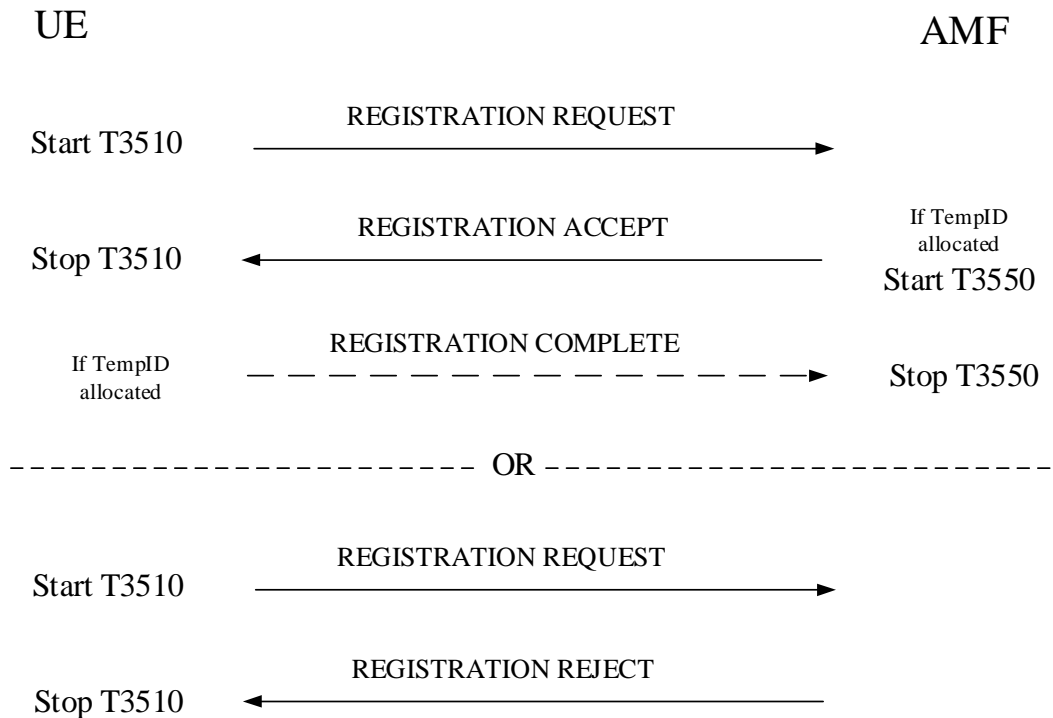 UE
AMF
REGISTRATION REQUEST
Start T3510
REGISTRATION ACCEPT
If TempID
allocated
Stop T3510
Start T3550
REGISTRATION COMPLETE
If TempID
allocated
Stop T3550
OR
REGISTRATION REQUEST
Start T3510
REGISTRATION REJECT
Stop T3510